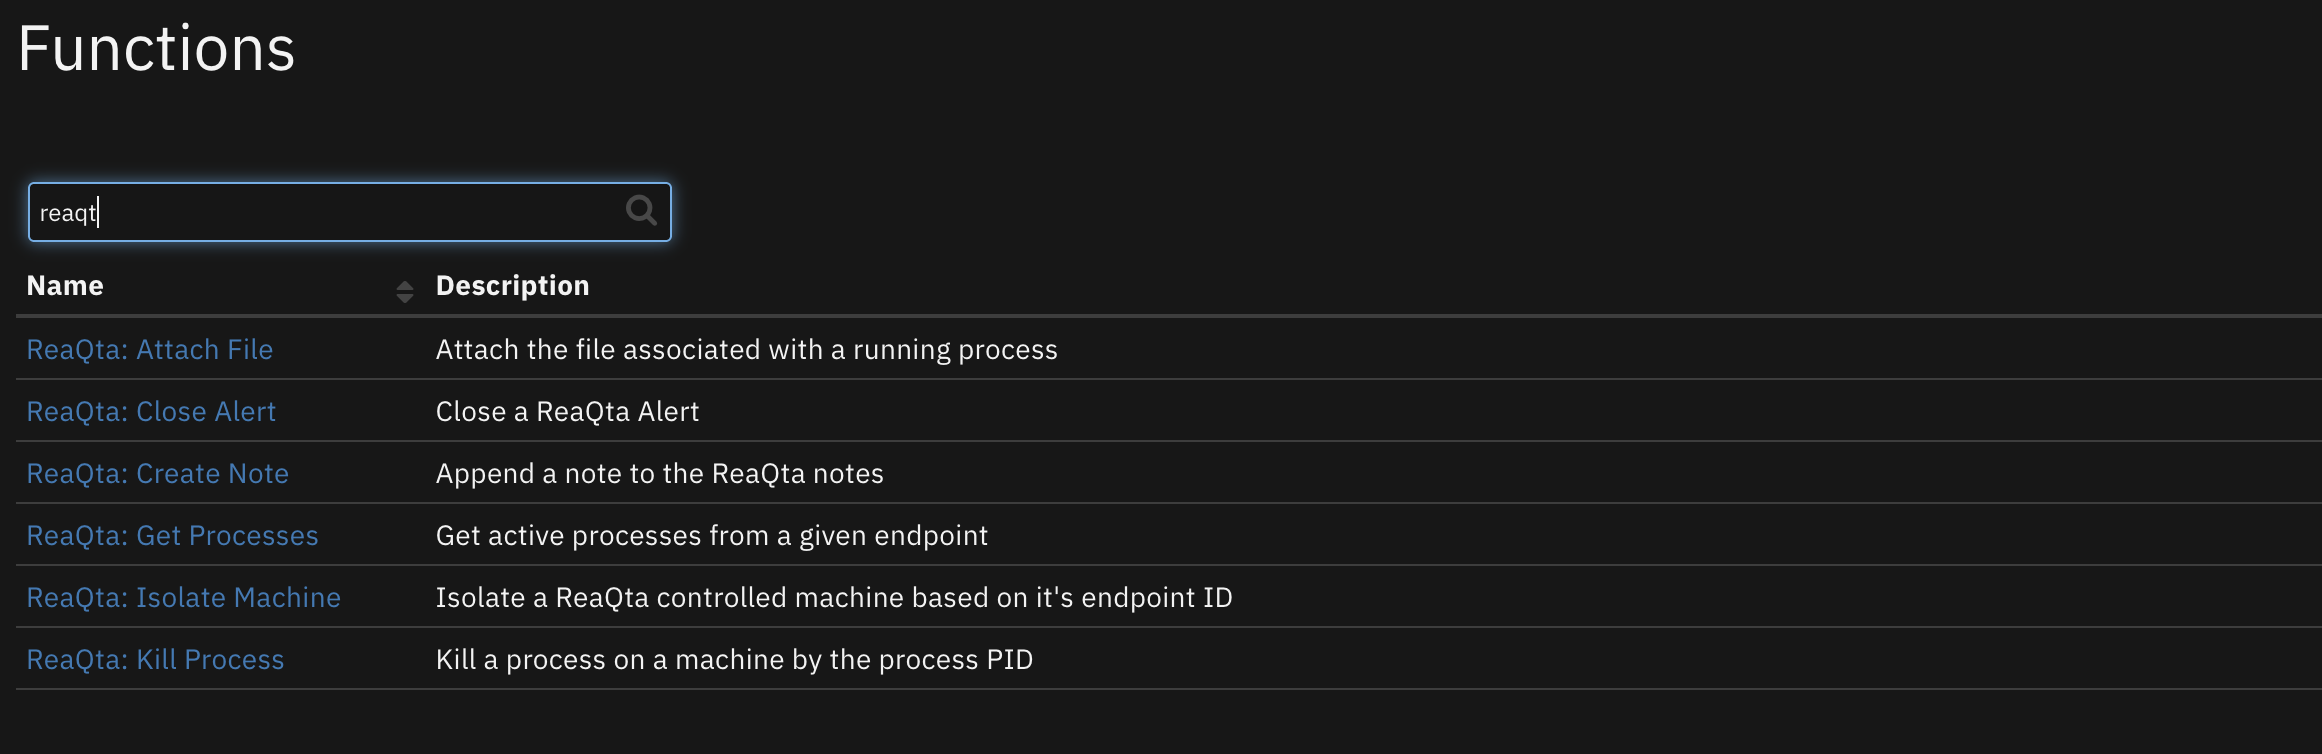 Functions
reaqt
Name Description
ReaQta: Attach File Attach the file associated with a running process
ReaQta: Close Alert Close a ReaQta Alert
ReaQta: Create Note Append a note to the ReaQta notes
ReaQta: Get Processes Get active processes from a given endpoint
ReaQta: Isolate Machine Isolate a ReaQta controlled machine based on it's endpoint ID
ReaQta: Kill Process Kill a process on a machine by the process PID